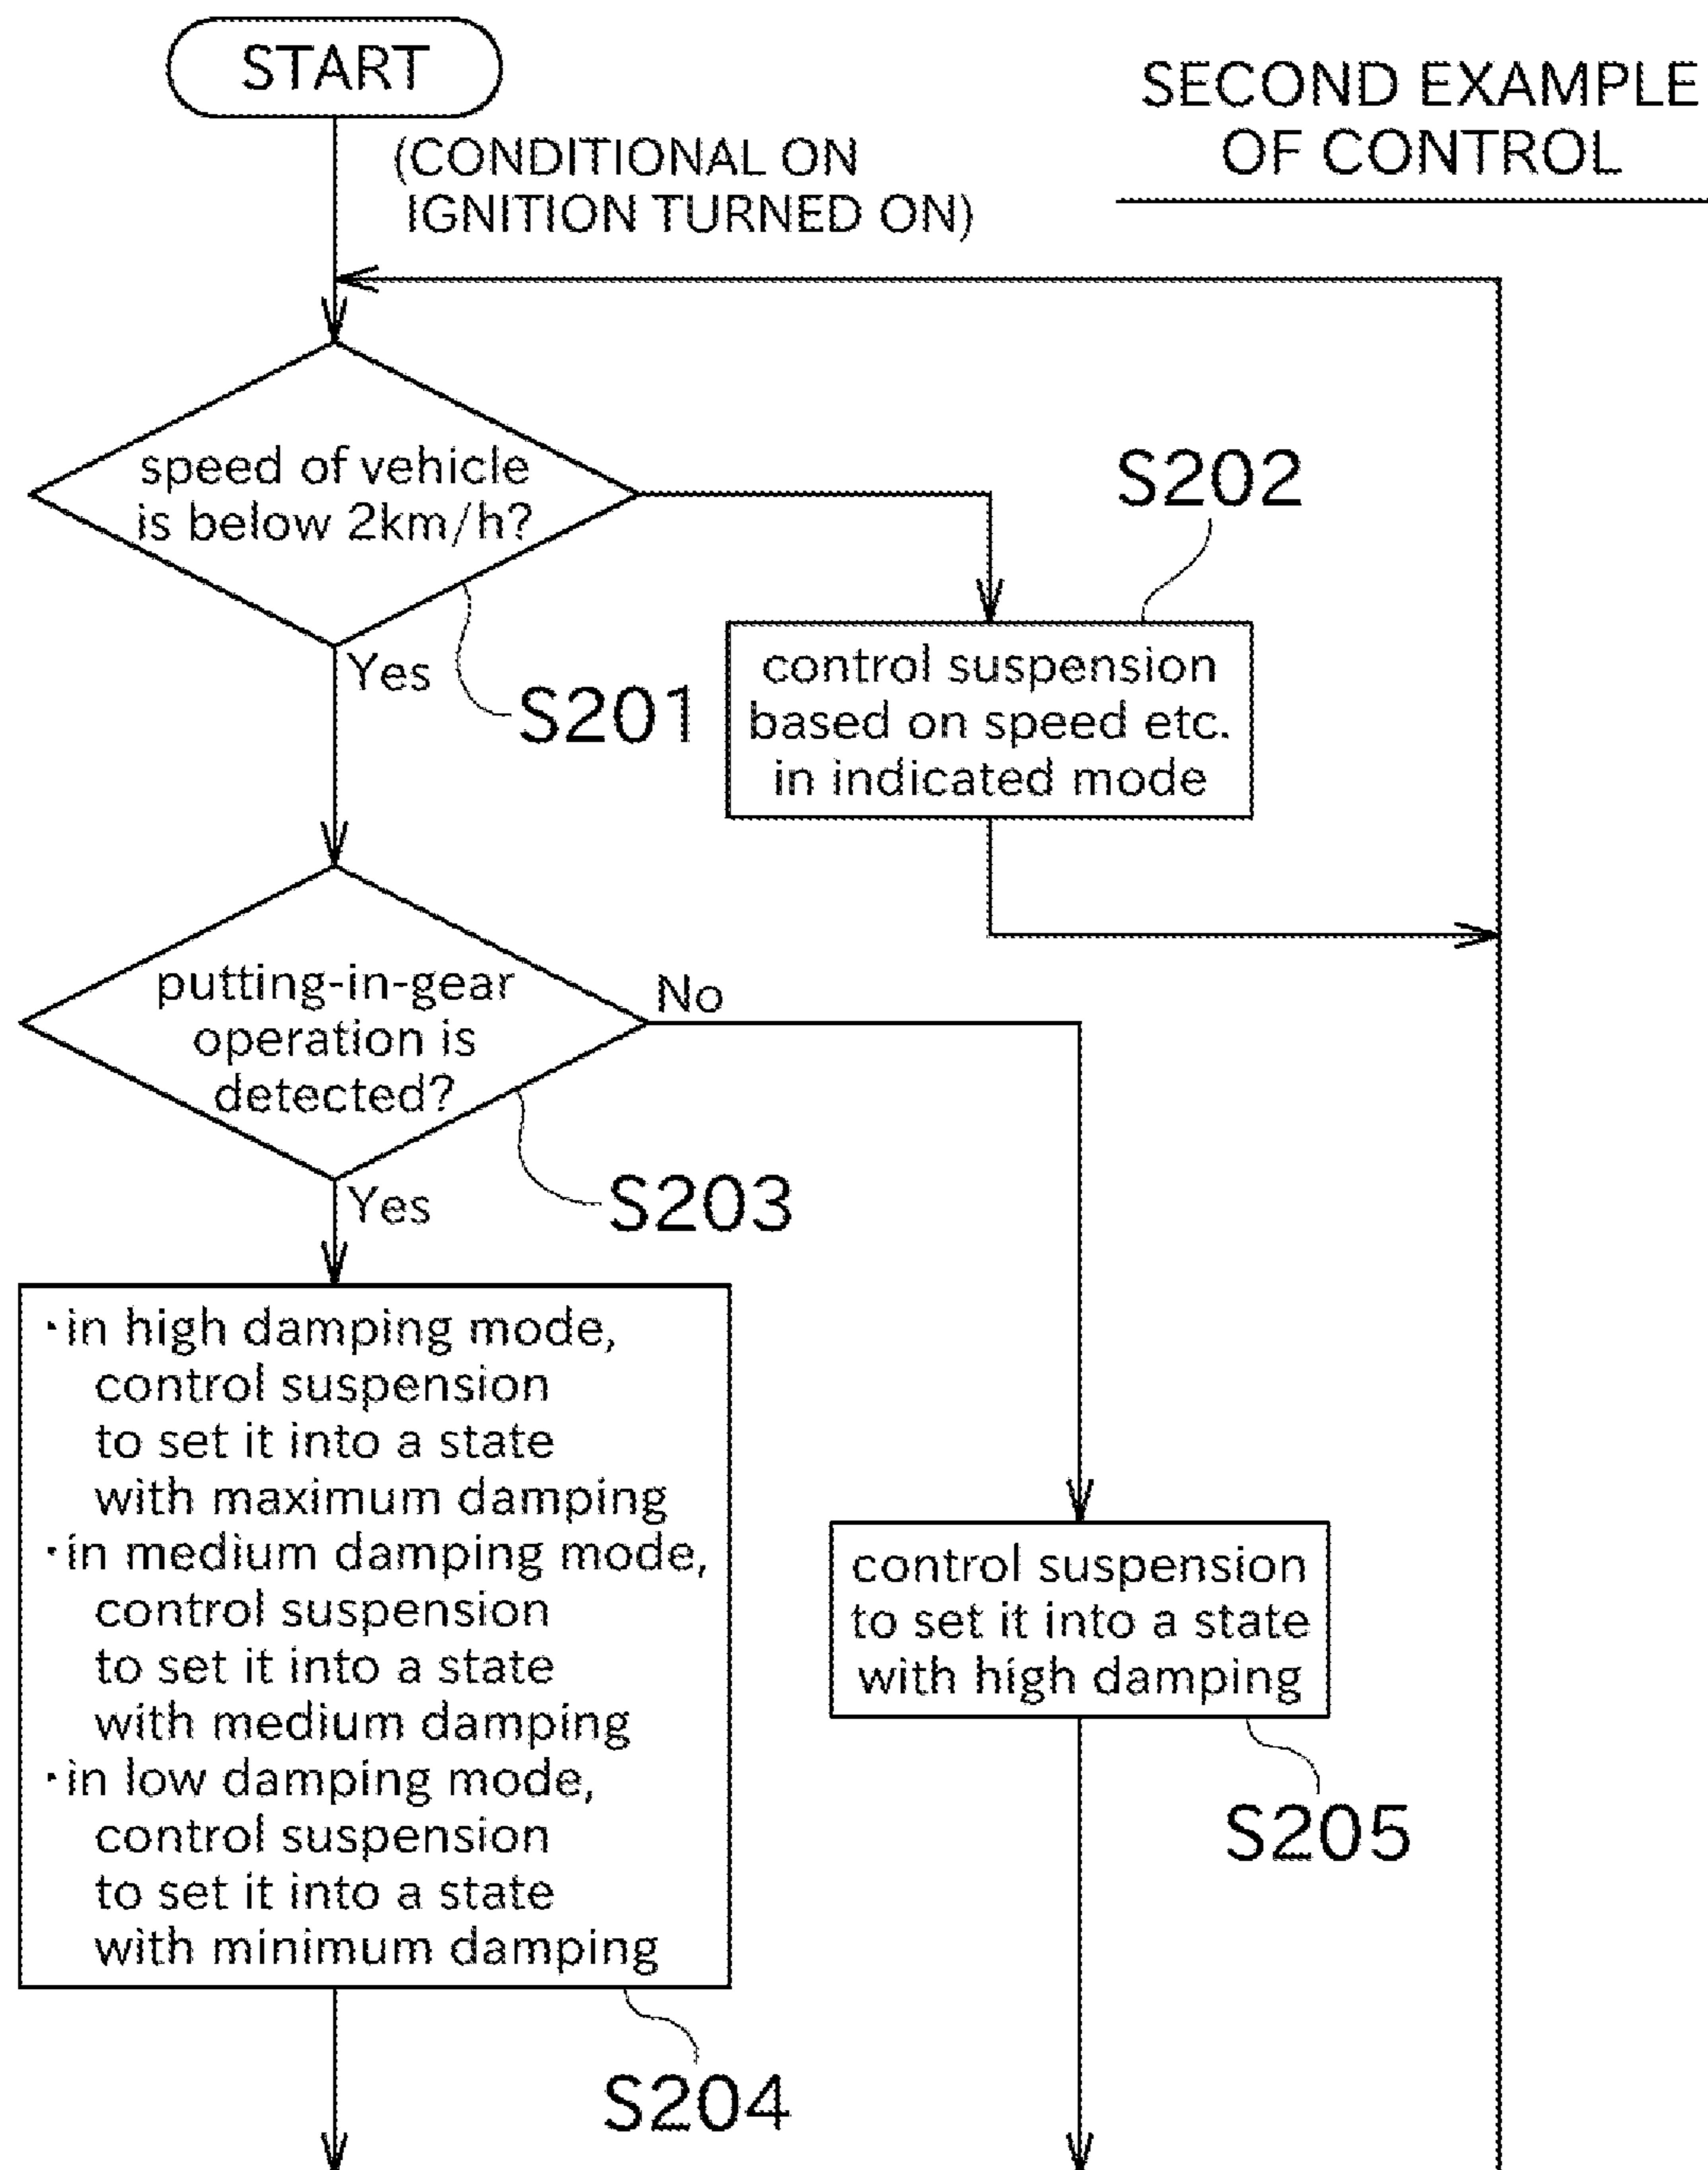 START
SECOND EXAMPLE
OF CONTROL
(CONDITIONAL ON
IGNITION TURNED ON)
speed of vehicle
is below 2km/h?
S202
Yes
S201
control suspension
based on speed etc.
in indicated mode
putting-in-gear
operation is
detected?
No
Yes
S203
・in high damping mode,
control suspension
to set it into a state
with maximum damping
・in medium damping mode,
control suspension
to set it into a state
with medium damping
・in low damping mode,
control suspension
to set it into a state
with minimum damping
control suspension
to set it into a state
with high damping
S205
S204